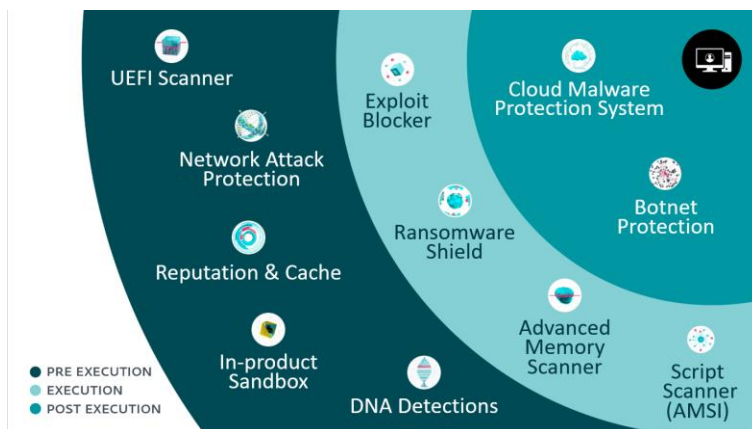 UEFI Scanner
Network Attack
Protection
Reputation & Cache
In-product
Sandbox
DNA Detections
Exploit
Blocker
Ransomware
Shield
Advanced
Memory
Scanner
Script
Scanner
(AMSI)
Cloud Malware
Protection System
Botnet
Protection
PRE EXECUTION
EXECUTION
POST EXECUTION